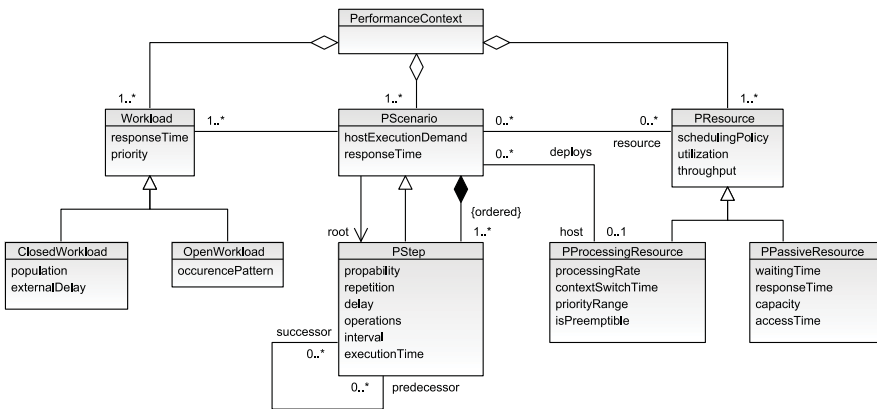 PerformanceContext
1..*
1..*
1..*
Workload
responseTime
priority
1..*
PScenario
hostExecutionDemand
responseTime
0..*
0..*
resource
0..*
deploys
PResource
schedulingPolicy
utilization
throughput
root
{ordered}
1..*
host
0..1
ClosedWorkload
population
externalDelay
OpenWorkload
occurencePattern
PStep
propability
repetition
delay
operations
interval
executionTime
PProcessingResource
processingRate
contextSwitchTime
priorityRange
isPreemptible
PPassiveResource
waitingTime
responseTime
capacity
accessTime
successor
0..*
0..*
predecessor